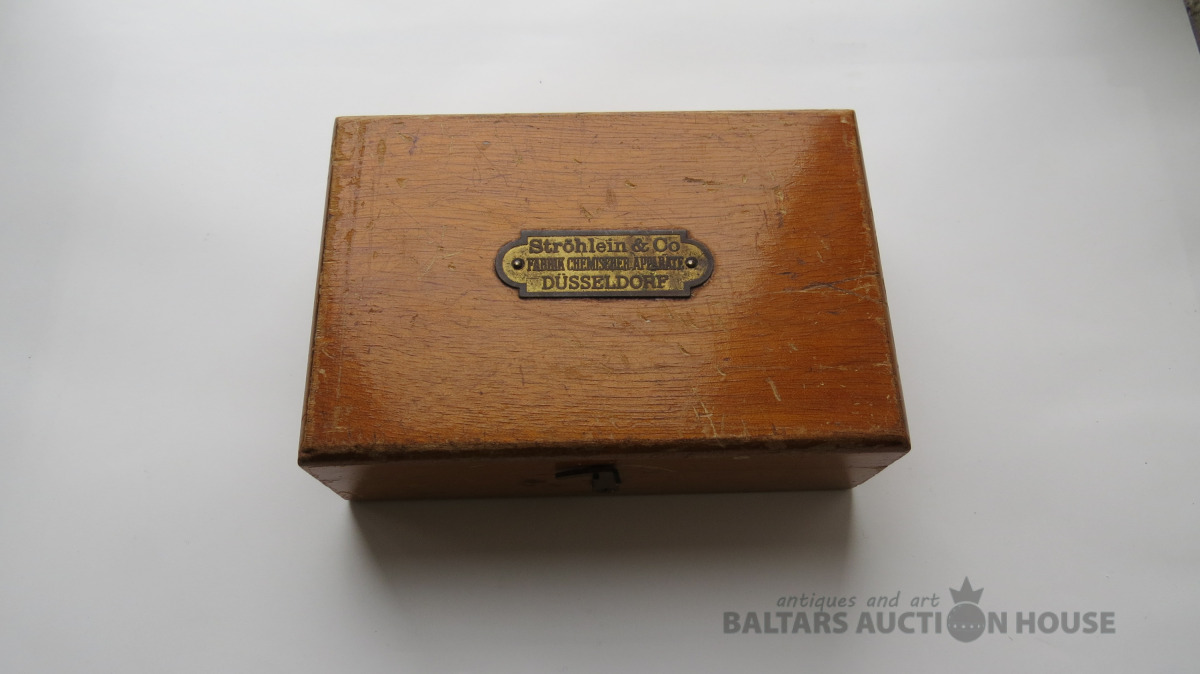 Ströhlein & Co
FABRIK CHEMISCHER APPARATE
DÜSSELDORF
antiques and art
BALTARS AUCTION HOUSE